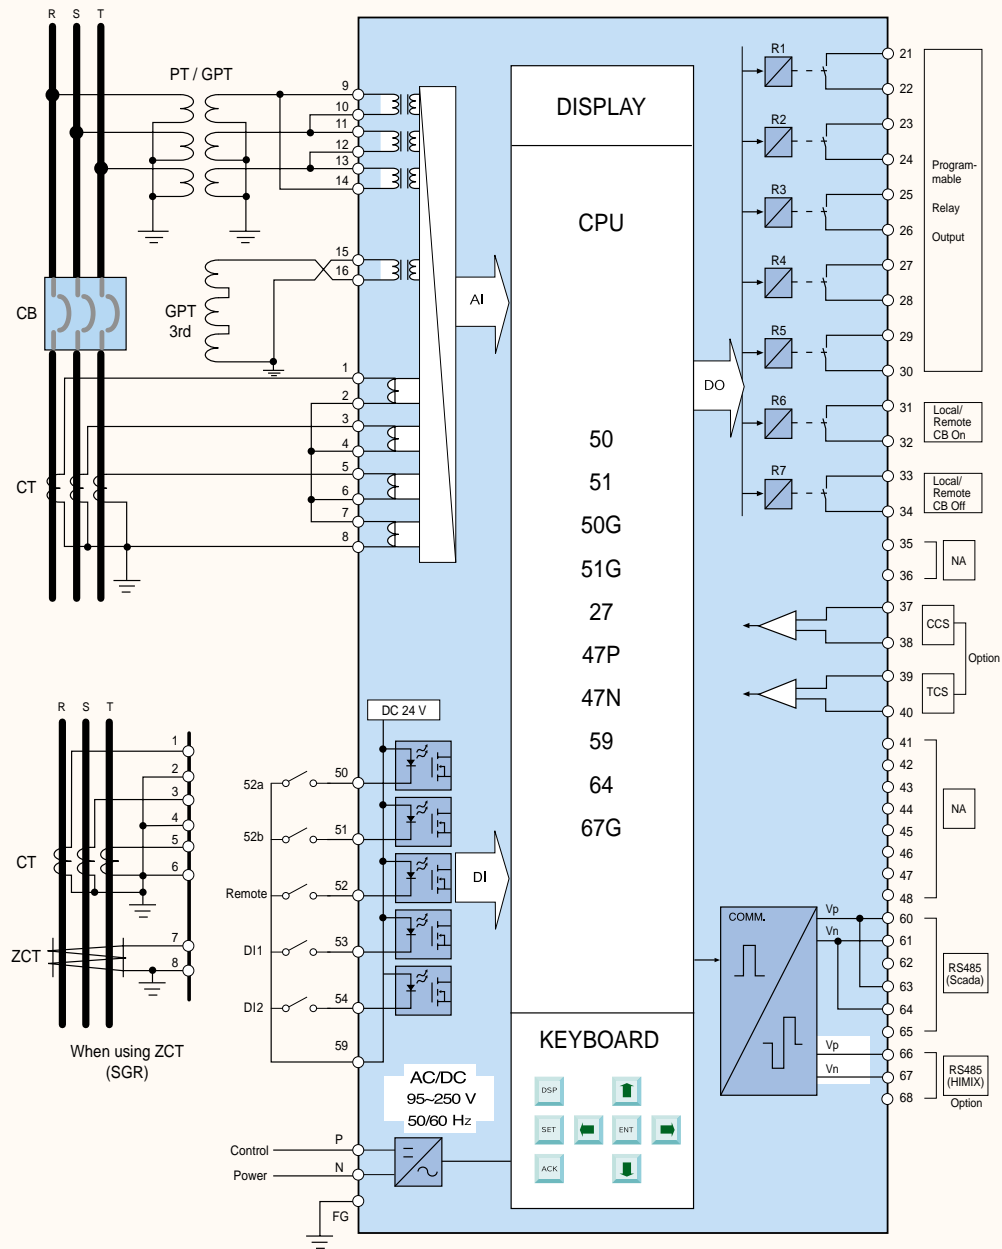 R S T
PT / GPT
9
10
11
12
13
14
15
16
GPT
3rd
CB
1
2
3
4
5
6
7
8
CT
AI
DISPLAY
CPU
50
51
50G
51G
27
47P
47N
59
64
67G
DO
R1
R2
R3
R4
R5
R6
R7
21
22
23
24
25
26
27
28
29
30
31
32
33
34
35
36
37
38
39
40
41
42
43
44
45
46
47
48
60
61
62
63
64
65
66
67
68
Program-
mable
Relay
Output
Local/
Remote
CB On
Local/
Remote
CB Off
NA
CCS
TCS
Option
NA
RS485
(Scada)
RS485
(HIMIX)
Option
COMM.
Vp
Vn
Vp
Vn
R S T
1
2
3
4
5
6
7
8
CT
ZCT
When using ZCT
(SGR)
DC 24 V
52a
50
52b
51
Remote
52
DI1
53
DI2
54
59
DI
AC/DC
95~250 V
50/60 Hz
Control
P
Power
N
FG
KEYBOARD
DSP
SET
ENT
ACK